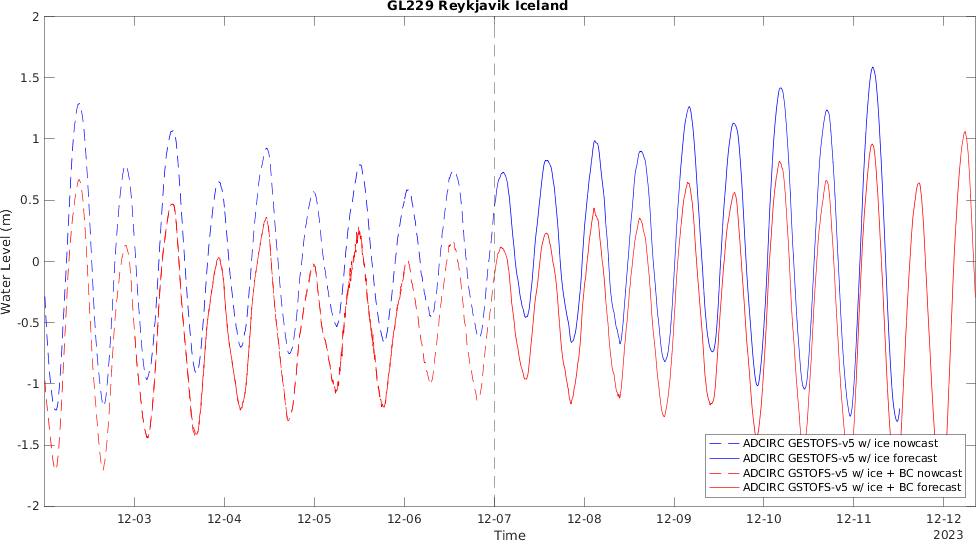 GL229 Reykjavik Iceland
2
1.5
1
0.5
0
-0.5
-1
-1.5
-2
Water Level (m)
ADCIRC GESTOFS-v5 w/ ice nowcast
ADCIRC GESTOFS-v5 w/ ice forecast
ADCIRC GSTOFS-v5 w/ ice + BC nowcast
ADCIRC GSTOFS-v5 w/ ice + BC forecast
12-03 12-04 12-05 12-06 12-07 12-08 12-09 12-10 12-11 12-12
Time 2023